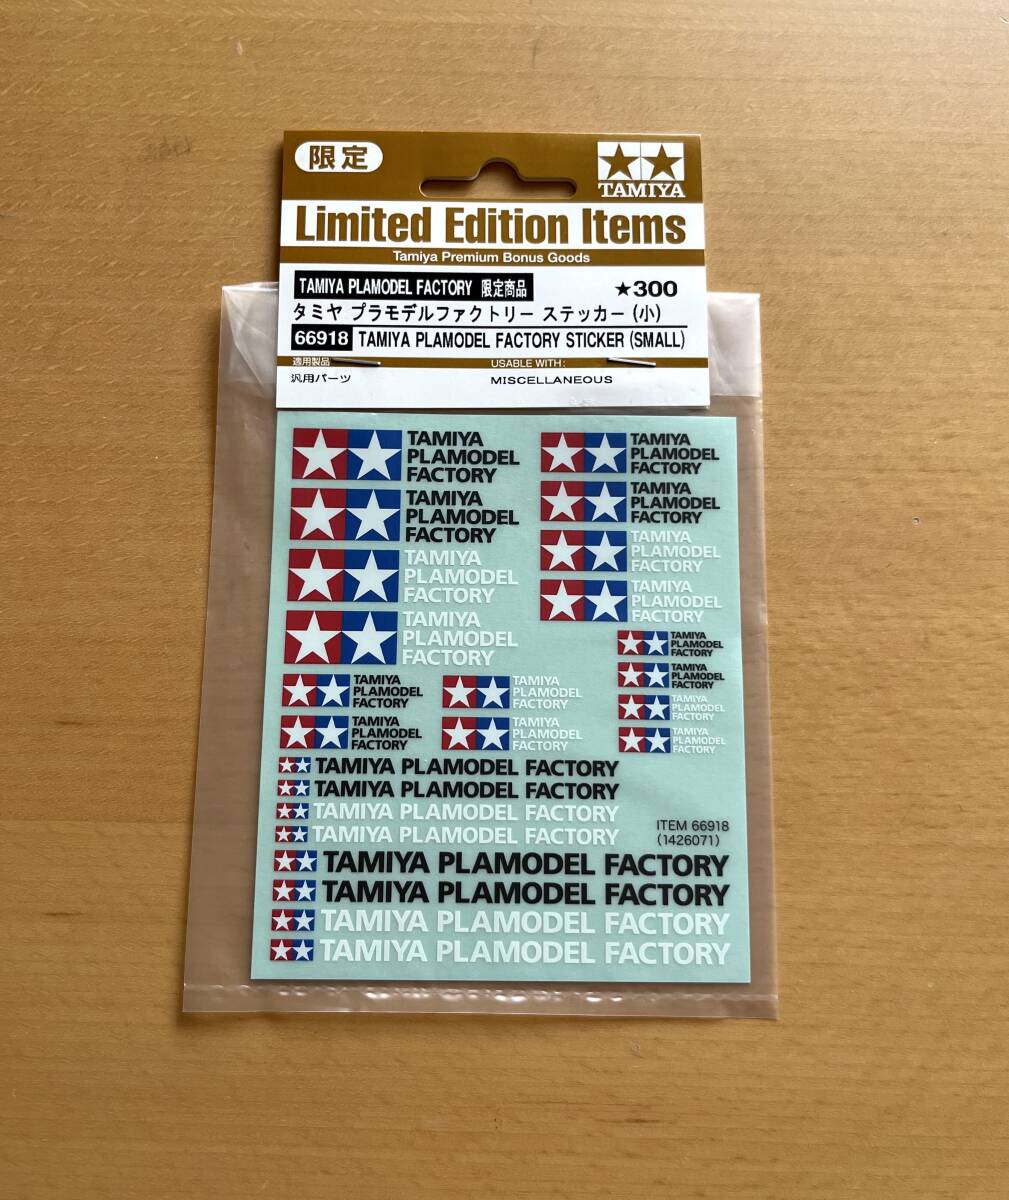 限定
TAMIYA
Limited Edition Items
Tamiya Premium Bonus Goods
TAMIYA PLAMODEL FACTORY 限定商品
★300
タミヤ プラモデルファクトリー ステッカー (小)
66918 TAMIYA PLAMODEL FACTORY STICKER (SMALL)
適用製品
USABLE WITH:
汎用パーツ
MISCELLANEOUS
TAMIYA
PLAMODEL
FACTORY
TAMIYA
PLAMODEL
FACTORY
TAMIYA
PLAMODEL
FACTORY
TAMIYA
PLAMODEL
FACTORY
TAMIYA
PLAMODEL
FACTORY
TAMIYA
PLAMODEL
FACTORY
TAMIYA
PLAMODEL
FACTORY
TAMIYA
PLAMODEL
FACTORY
TAMIYA
PLAMODEL
FACTORY
TAMIYA
PLAMODEL
FACTORY
TAMIYA
PLAMODEL
FACTORY
TAMIYA
PLAMODEL
FACTORY
TAMIYA
PLAMODEL
FACTORY
TAMIYA
PLAMODEL
FACTORY
TAMIYA
PLAMODEL
FACTORY
TAMIYA
PLAMODEL
FACTORY
TAMIYA PLAMODEL FACTORY
TAMIYA PLAMODEL FACTORY
TAMIYA PLAMODEL FACTORY
TAMIYA PLAMODEL FACTORY
ITEM 66918
(1426071)
TAMIYA PLAMODEL FACTORY
TAMIYA PLAMODEL FACTORY
TAMIYA PLAMODEL FACTORY
TAMIYA PLAMODEL FACTORY